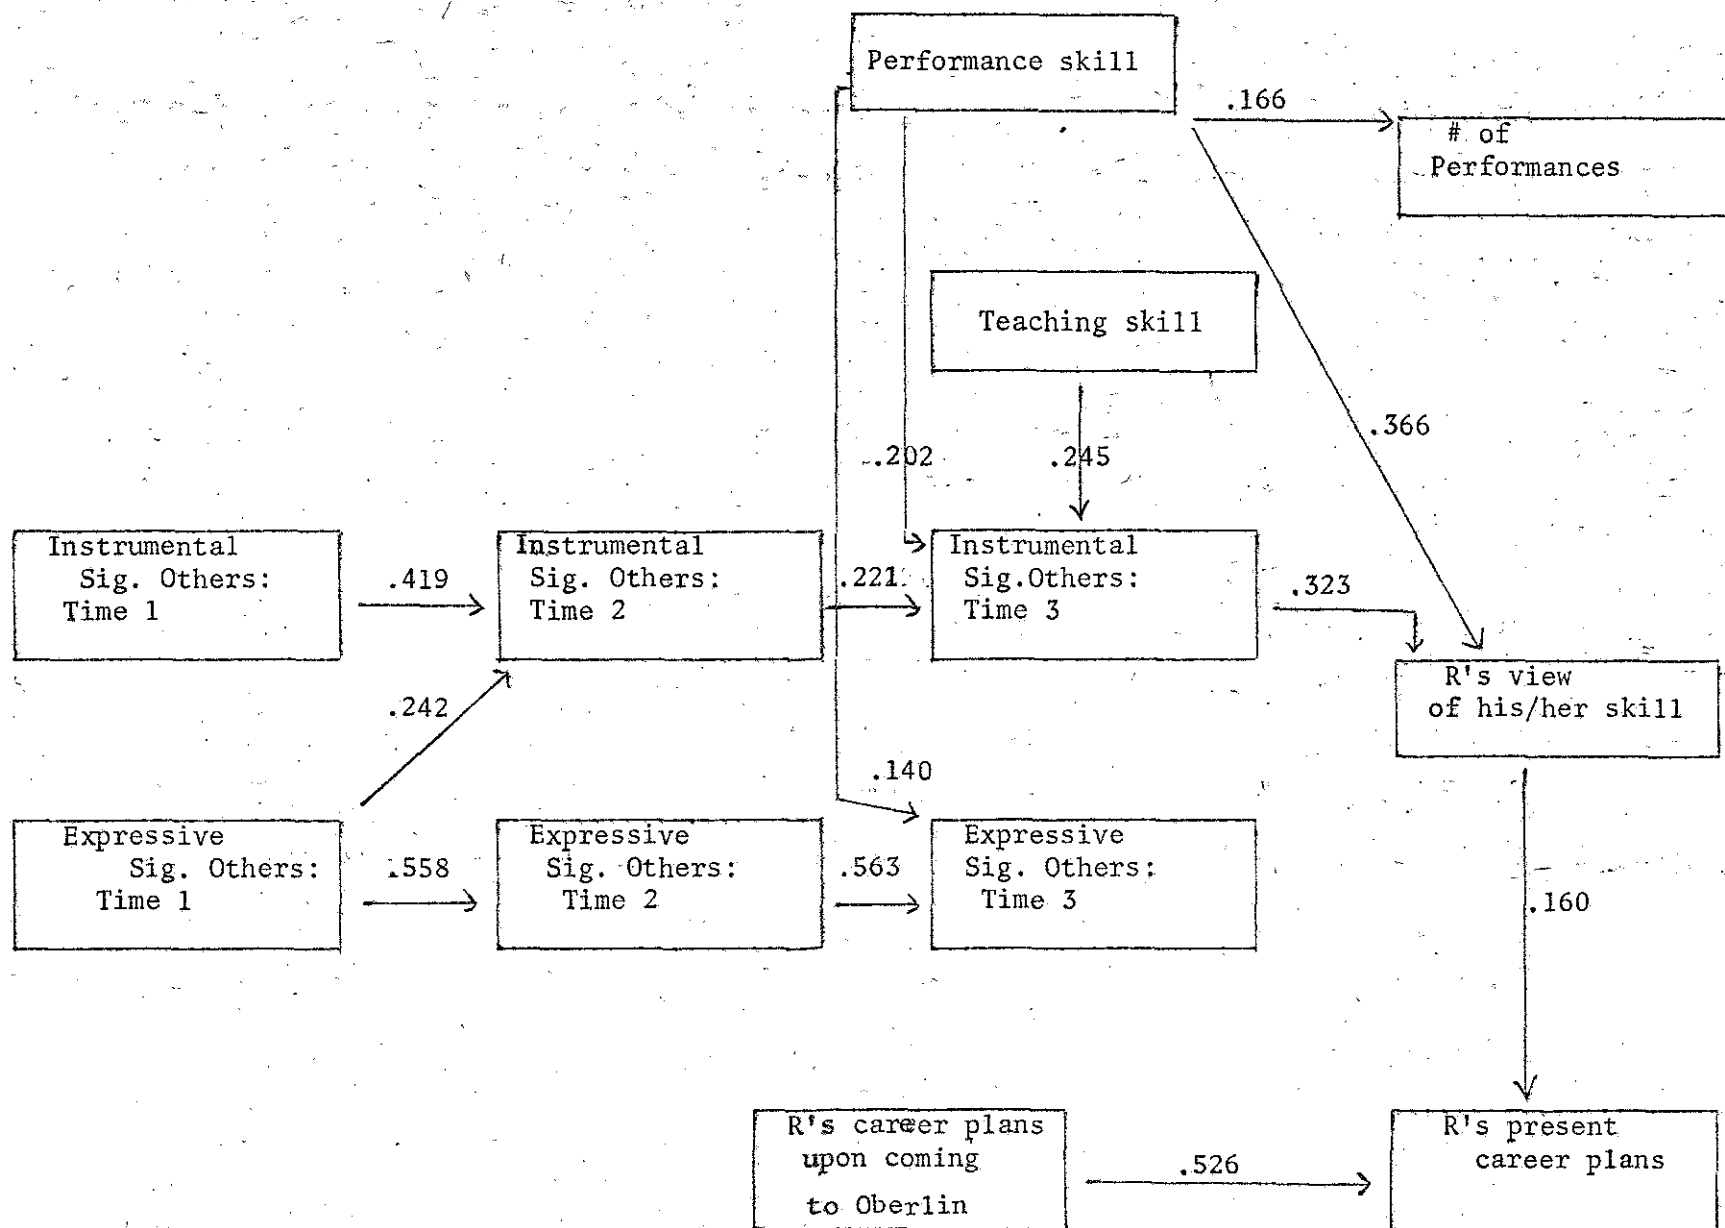 Performance skill
.166
# of
Performances
Teaching skill
.366
-.202
.245
Instrumental
Sig. Others:
Time 1
.419
Instrumental
Sig. Others:
Time 2
.221
Instrumental
Sig.Others:
Time 3
.323
R's view
of his/her skill
.242
.140
Expressive
Sig. Others:
Time 1
.558
Expressive
Sig. Others:
Time 2
.563
Expressive
Sig. Others:
Time 3
.160
R's career plans
upon coming
to Oberlin
.526
R's present
career plans